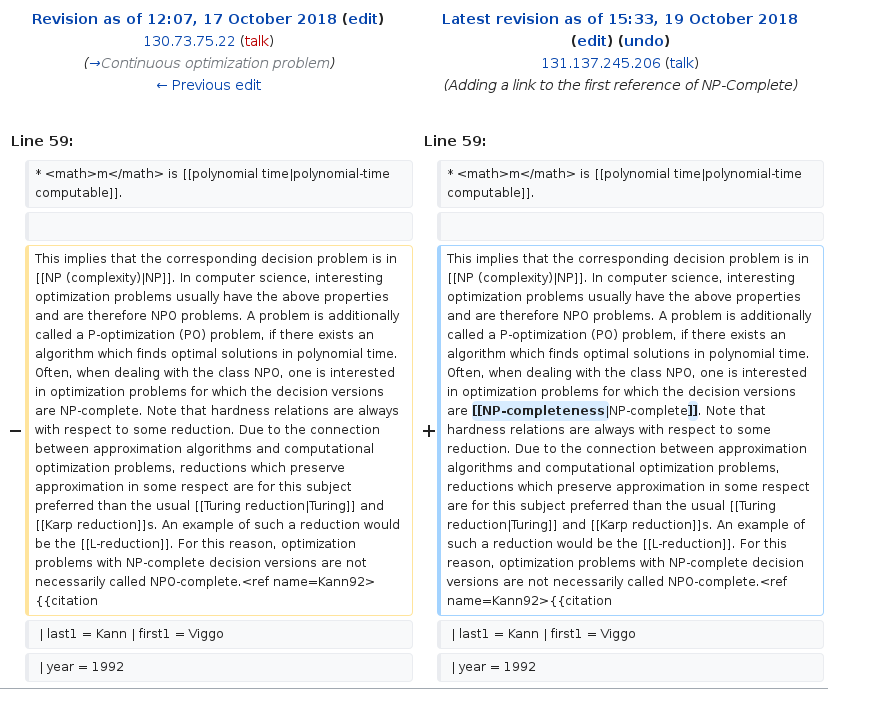 Revision as of 12:07, 17 October 2018 (edit)
130.73.75.22 (talk)
(→Continuous optimization problem)
← Previous edit
Latest revision as of 15:33, 19 October 2018
(edit) (undo)
131.137.245.206 (talk)
(Adding a link to the first reference of NP-Complete)
Line 59:
* <math>m</math> is [[polynomial time|polynomial-time
computable]].
−
This implies that the corresponding decision problem is in
[[NP (complexity)|NP]]. In computer science, interesting
optimization problems usually have the above properties
and are therefore NPO problems. A problem is additionally
called a P-optimization (PO) problem, if there exists an
algorithm which finds optimal solutions in polynomial time.
Often, when dealing with the class NPO, one is interested
in optimization problems for which the decision versions
are NP-complete. Note that hardness relations are always
with respect to some reduction. Due to the connection
between approximation algorithms and computational
optimization problems, reductions which preserve
approximation in some respect are for this subject
preferred than the usual [[Turing reduction|Turing]] and
[[Karp reduction]]s. An example of such a reduction would
be the [[L-reduction]]. For this reason, optimization
problems with NP-complete decision versions are not
necessarily called NPO-complete.<ref name=Kann92>
{{citation
| last1 = Kann | first1 = Viggo
| year = 1992
Line 59:
* <math>m</math> is [[polynomial time|polynomial-time
computable]].
+
This implies that the corresponding decision problem is in
[[NP (complexity)|NP]]. In computer science, interesting
optimization problems usually have the above properties
and are therefore NPO problems. A problem is additionally
called a P-optimization (PO) problem, if there exists an
algorithm which finds optimal solutions in polynomial time.
Often, when dealing with the class NPO, one is interested
in optimization problems for which the decision versions
are [[NP-completeness|NP-complete]]. Note that
hardness relations are always with respect to some
reduction. Due to the connection between approximation
algorithms and computational optimization problems,
reductions which preserve approximation in some respect
are for this subject preferred than the usual [[Turing
reduction|Turing]] and [[Karp reduction]]s. An example of
such a reduction would be the [[L-reduction]]. For this
reason, optimization problems with NP-complete decision
versions are not necessarily called NPO-complete.<ref
name=Kann92>{{citation
| last1 = Kann | first1 = Viggo
| year = 1992